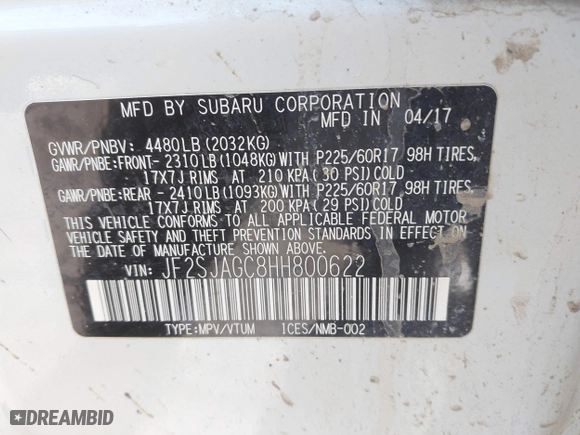 MFD BY SUBARU CORPORATION
MFD IN 04/17
GVWR/PNBV: 4480LB(2032KG)
GAWR/PNBE:FRONT- 2310LB(1048KG)WITH P225/60R17 98H TIRES,
17X7J RIMS AT 210 KPA(30 PSI)COLD
GAWR/PNBE:REAR -2410LB(1093KG)WITH P225/60R17 98H TIRES,
17X7J RIMS AT 200 KPA(29 PSI)COLD
THIS VEHICLE CONFORMS TO ALL APPLICABLE FEDERAL MOTOR
VEHICLE SAFETY THEFT PREVENTION STANDARDS IN EFFECT ON
THE DATE OF MANUFACTURE SHOWN ABOVE.
VIN: JF2SJAGC8HH800622
TYPE:MPV/VTUM ICES/NMB-002
DREAMBID